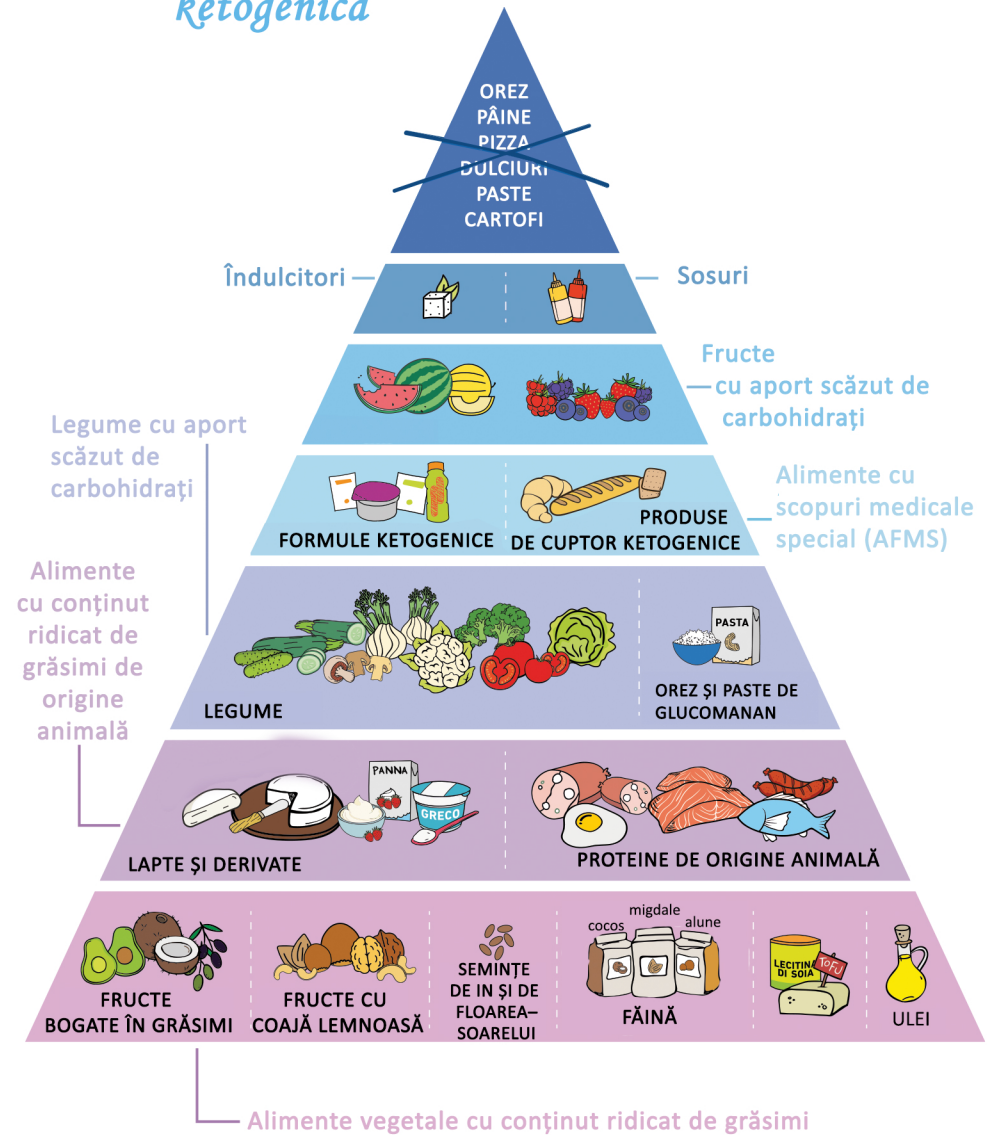 ketogenică
OREZ
PÂINE
PIZZA
DULCIURI
PASTE
CARTOFI
Îndulcitori
Sosuri
Fructe
cu aport scăzut de
carbohidrați
Legume cu aport
scăzut de
carbohidrați
Alimente cu
scopuri medicale
special (AFMS)
FORMULE KETOGENICE
PRODUSE
DE CUPTOR KETOGENICE
Alimente
cu conținut
ridicat de
grăsimi de
origine
animală
PASTA
LEGUME
OREZ ȘI PASTE DE
GLUCOMANAN
PANNA
GRECO
LAPTE ȘI DERIVATE
PROTEINE DE ORIGINE ANIMALĂ
FRUCTE
BOGATE ÎN GRĂSIMI
FRUCTE CU
COAJĂ LEMNOASĂ
SEMINȚE
DE IN ȘI DE
FLOAREA–
SOARELUI
cocos
migdale
alune
FĂINĂ
LECITINA
DI SOIA
TOFU
ULEI
Alimente vegetale cu conținut ridicat de grăsimi